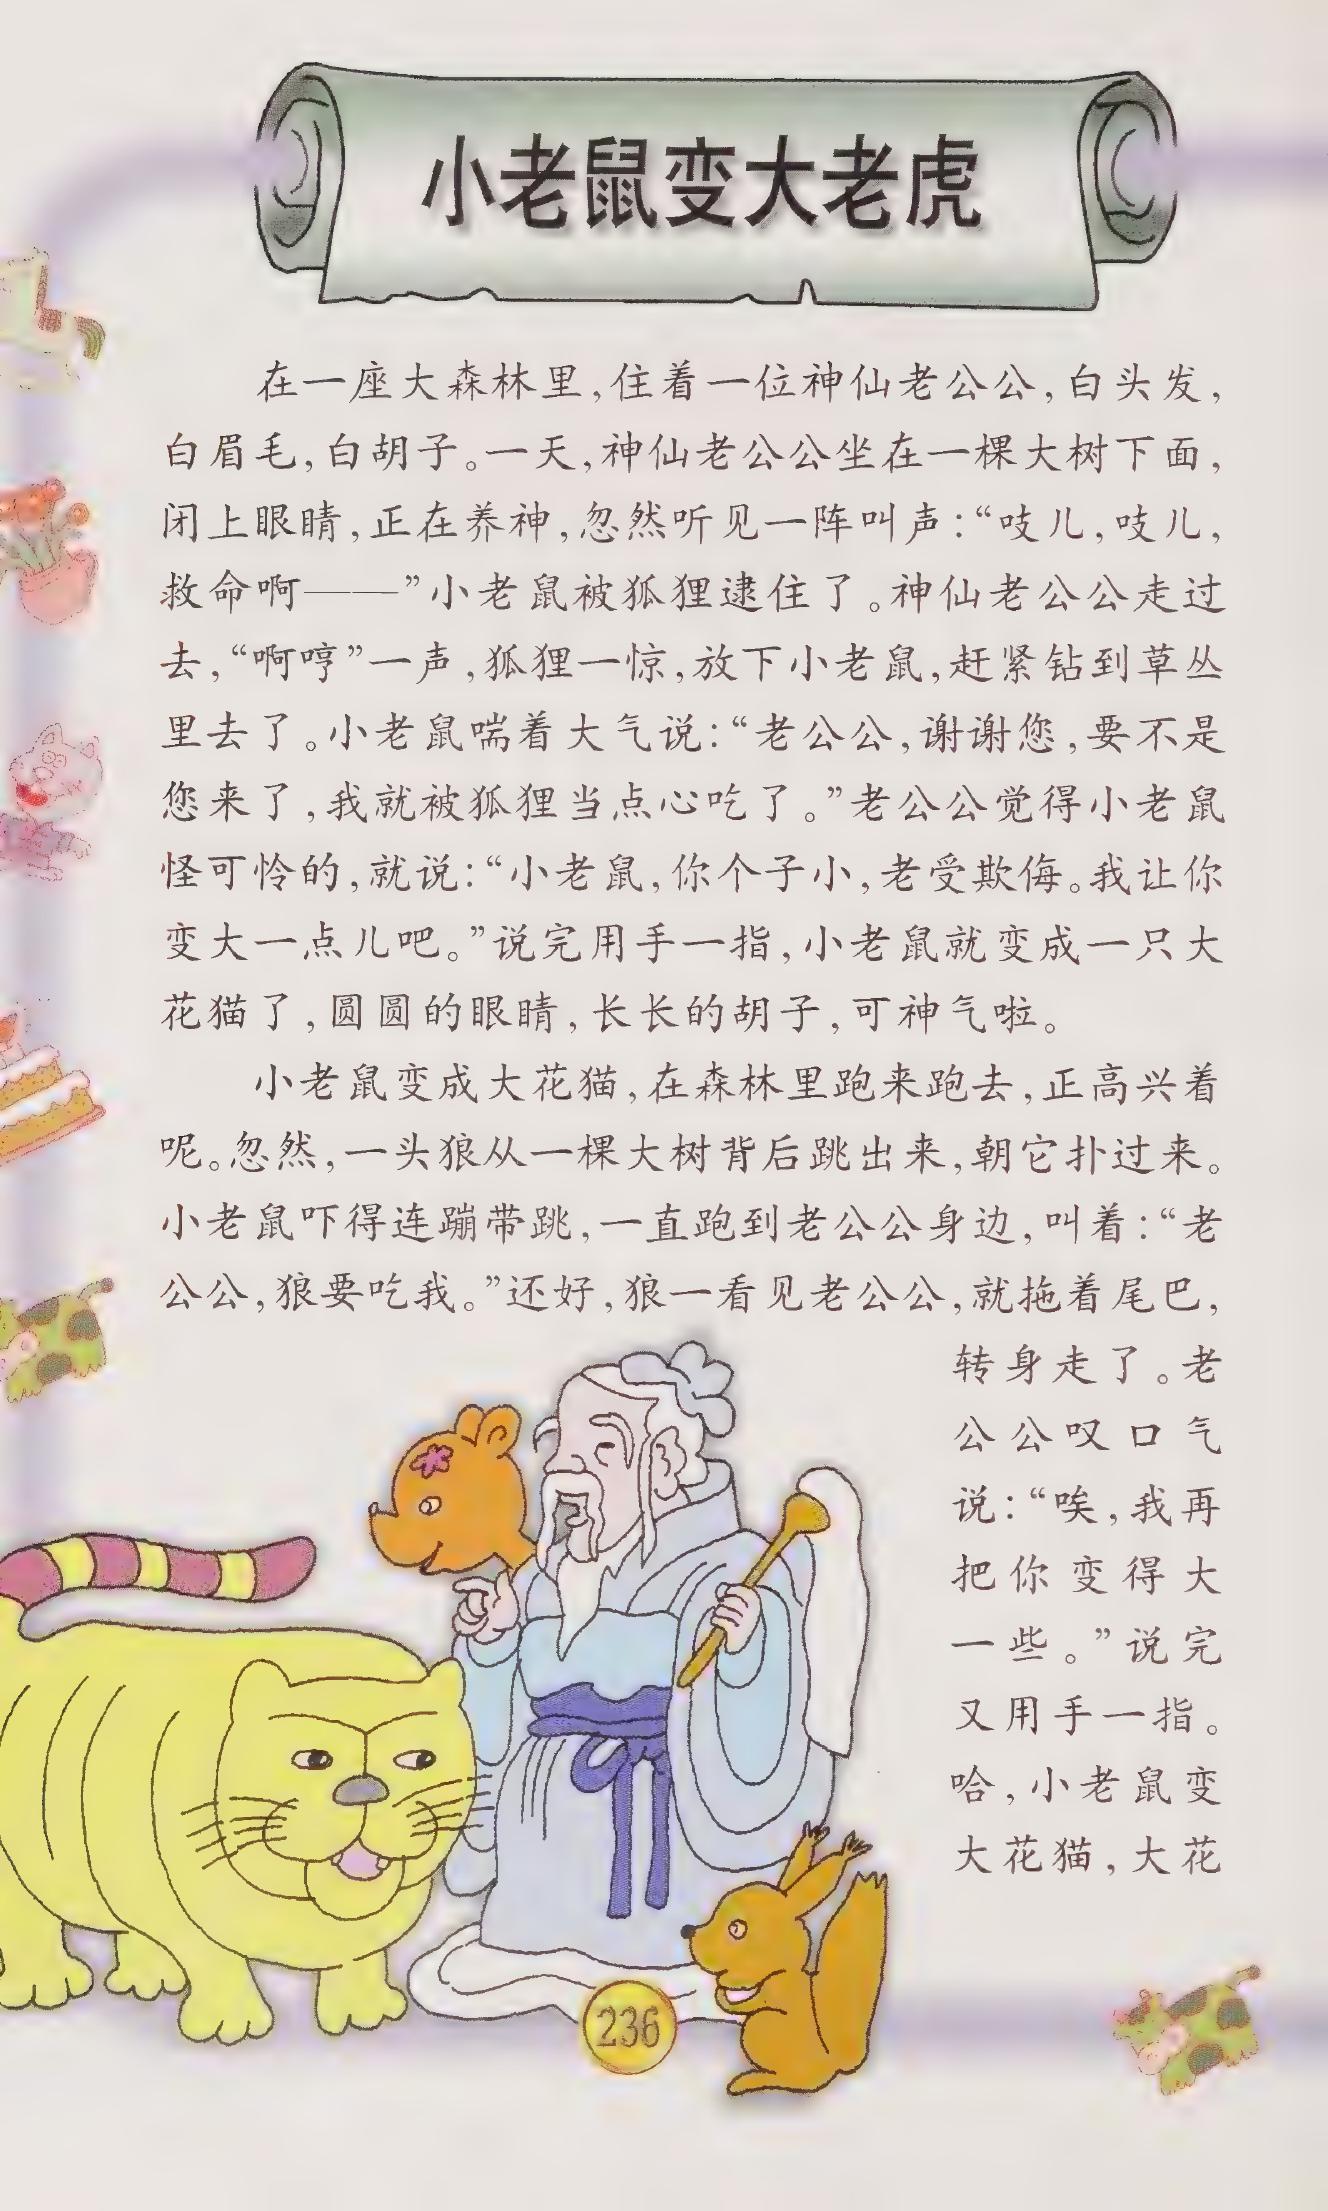 小老鼠变大老虎
在一座大森林里,住着一位神仙老公公,白头发,
白眉毛,白胡子。一天,神仙老公公坐在一棵大树下面,
闭上眼睛,正在养神,忽然听见一阵叫声:“吱儿,吱儿,
救命啊——”小老鼠被狐狸逮住了。神仙老公公走过
去,“啊哼”一声,狐狸一惊,放下小老鼠,赶紧钻到草丛
里去了。小老鼠喘着大气说:“老公公,谢谢您,要不是
您来了,我就被狐狸当点心吃了。”老公公觉得小老鼠
怪可怜的,就说:“小老鼠,你个子小,老受欺侮。我让你
变大一点儿吧。”说完用手一指,小老鼠就变成一只大
花猫了,圆圆的眼睛,长长的胡子,可神气啦。
小老鼠变成大花猫,在森林里跑来跑去,正高兴着
呢。忽然,一头狼从一棵大树背后跳出来,朝它扑过来。
小老鼠吓得连蹦带跳,一直跑到老公公身边,叫着:“老
公公,狼要吃我。”还好,狼一看见老公公,就拖着尾巴,
转身走了。老
公公叹口气
说:“唉,我再
把你变得大
一些。”说完
又用手一指。
哈,小老鼠变
大花猫,大花
236